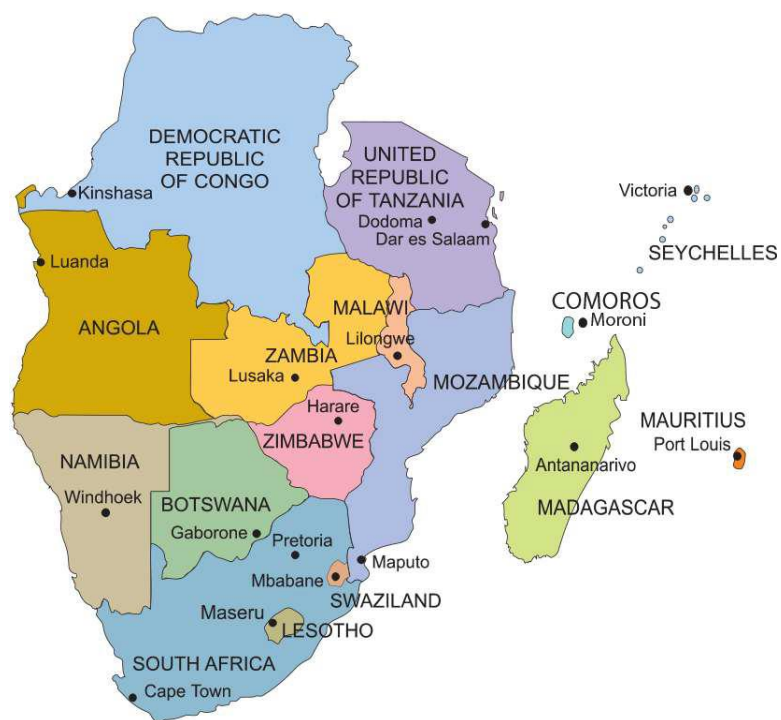 DEMOCRATIC
REPUBLIC
OF CONGO
Kinshasa
UNITED
REPUBLIC
OF TANZANIA
Dodoma
Dar es Salaam
Victoria
SEYCHELLES
Luanda
ANGOLA
MALAWI
Lilongwe
ZAMBIA
Lusaka
COMOROS
Moroni
MOZAMBIQUE
Harare
ZIMBABWE
MAURITIUS
Port Louis
Antananarivo
MADAGASCAR
NAMIBIA
Windhoek
BOTSWANA
Gaborone
Pretoria
Maputo
Mbabane
SWAZILAND
Maseru
LESOTHO
SOUTH AFRICA
Cape Town